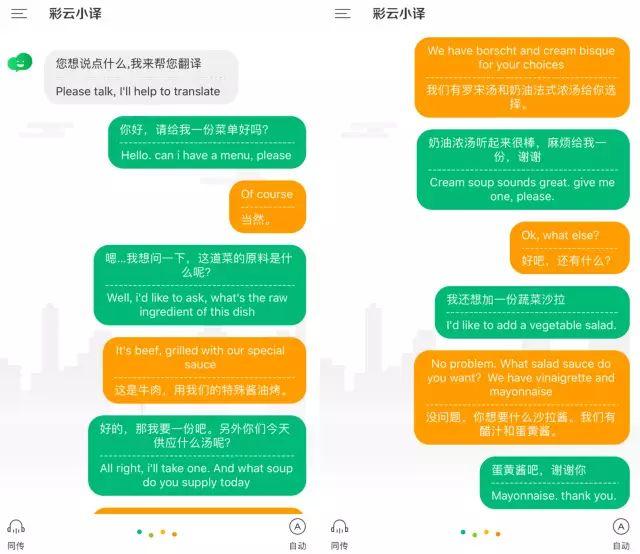 彩云小译
您想说点什么,我来帮您翻译
Please talk, I'll help to translate
你好，请给我一份菜单好吗?
Hello. can i have a menu, please
Of course
当然。
嗯...我想问一下，这道菜的原料是什
么呢?
Well, i'd like to ask, what's the raw
ingredient of this dish
It's beef, grilled with our special
sauce
这是牛肉，用我们的特殊酱油烤。
好的，那我要一份吧。另外你们今天
供应什么汤呢?
All right, i'll take one. And what soup
do you supply today
同传
A
自动
彩云小译
We have borscht and cream bisque
for your choices
我们有罗宋汤和奶油法式浓汤给你选
择。
奶油浓汤听起来很棒，麻烦给我一
份，谢谢
Cream soup sounds great. give me
one, please.
Ok, what else?
好吧，还有什么?
我还想加一份蔬菜沙拉
I'd like to add a vegetable salad.
No problem. What salad sauce do
you want? We have vinaigrette and
mayonnaise
没问题，你想要什么沙拉酱。我们有
醋汁和蛋黄酱。
蛋黄酱吧，谢谢你
Mayonnaise. thank you.
同传
A
自动